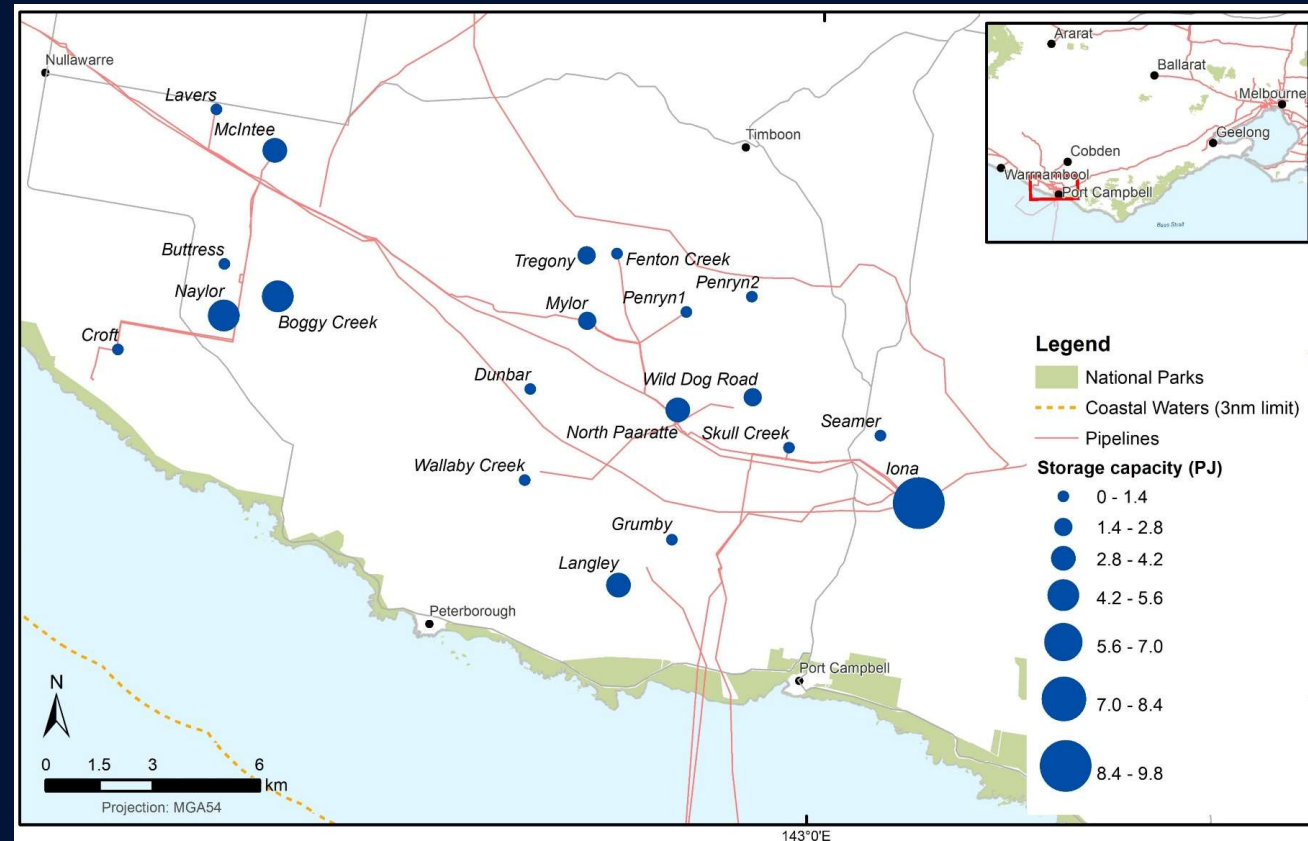 Nullawarre
Lavers
McIntee
Timboon
Buttress
Naylor
Boggy Creek
Croft
Tregony
Fenton Creek
Mylor
Penryn1
Penryn2
Dunbar
Wild Dog Road
North Paaratte
Skull Creek
Seamer
Wallaby Creek
Iona
Grumby
Langley
Peterborough
Port Campbell
N
0 1.5 3 6
km
Projection: MGA54
143°0'E
Ararat
Ballarat
Melbourne
Geelong
Cobden
Warrnambool
Port Campbell
Bass Strait
Legend
National Parks
Coastal Waters (3nm limit)
Pipelines
Storage capacity (PJ)
0 - 1.4
1.4 - 2.8
2.8 - 4.2
4.2 - 5.6
5.6 - 7.0
7.0 - 8.4
8.4 - 9.8